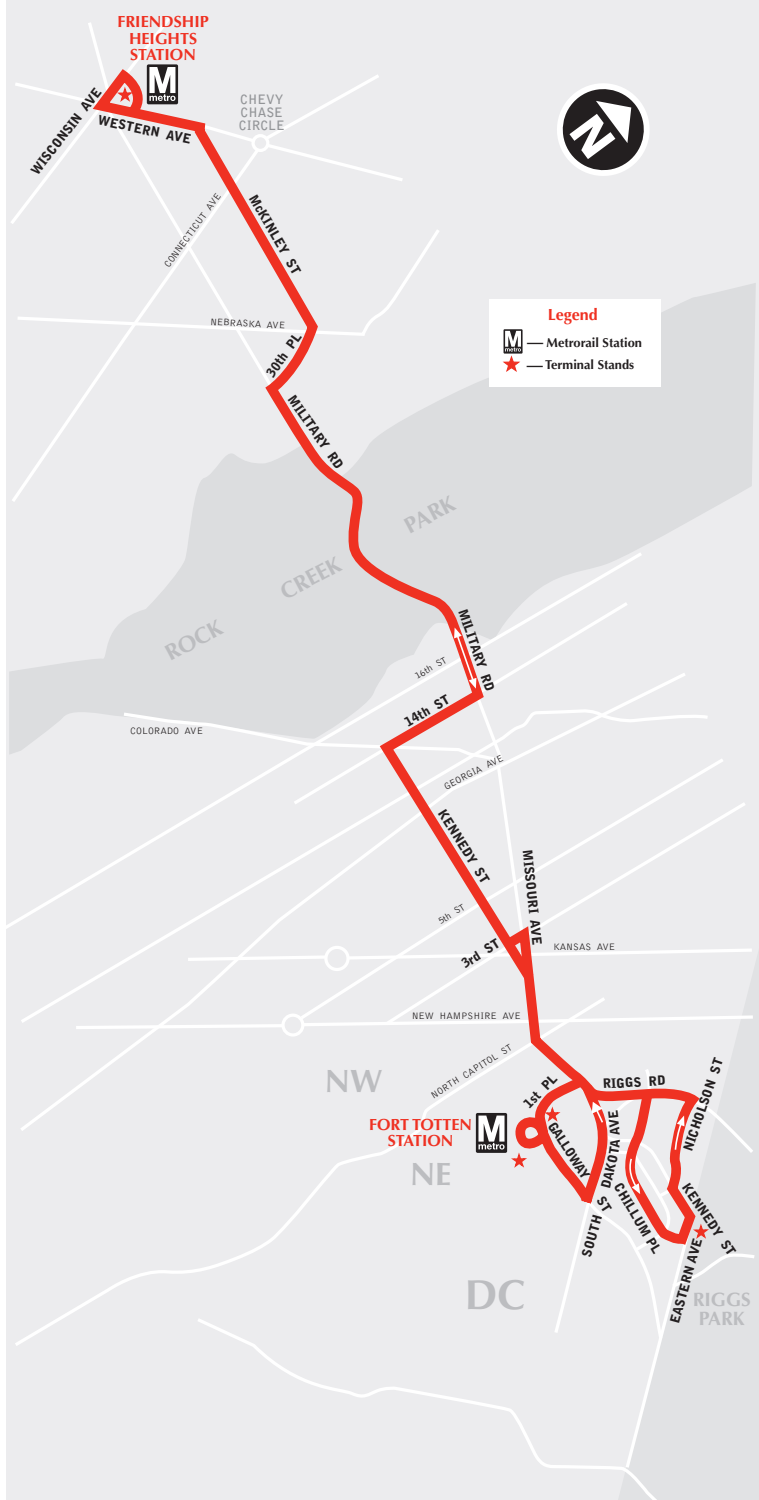 FRIENDSHIP
HEIGHTS
STATION
M
metro
WISCONSIN AVE
WESTERN AVE
CHEVY
CHASE
CIRCLE
N
CONNECTICUT AVE
McKINLEY ST
NEBRASKA AVE
30th PL
MILITARY RD
Legend
M
metro
— Metrorail Station
— Terminal Stands
ROCK
CREEK
PARK
MILITARY RD
16th ST
14th ST
COLORADO AVE
GEORGIA AVE
KENNEDY ST
MISSOURI AVE
5th ST
3rd ST
KANSAS AVE
NEW HAMPSHIRE AVE
NORTH CAPITOL ST
NW
1st PL
RIGGS RD
NICHOLSON ST
FORT TOTTEN
STATION
M
metro
GALLOWAY ST
SOUTH DAKOTA AVE
CHILLUM PL
KENNEDY ST
EASTERN AVE
NE
DC
RIGGS
PARK